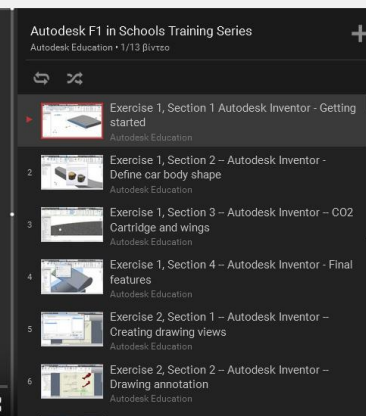 Autodesk F1 in Schools Training Series
Autodesk Education • 1/13 βίντεο
Exercise 1, Section 1 Autodesk Inventor - Getting
started
Autodesk Education
2
Exercise 1, Section 2 – Autodesk Inventor -
Define car body shape
Autodesk Education
3
Exercise 1, Section 3 – Autodesk Inventor – CO2
Cartridge and wings
Autodesk Education
4
Exercise 1, Section 4 – Autodesk Inventor - Final
features
Autodesk Education
5
Exercise 2, Section 1 – Autodesk Inventor –
Creating drawing views
Autodesk Education
6
Exercise 2, Section 2 – Autodesk Inventor –
Drawing annotation
Autodesk Education